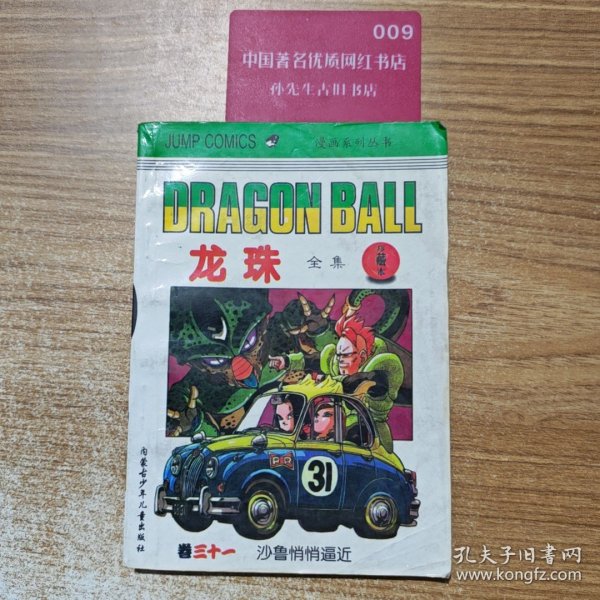 009
中国著名优质网红书店
孙先生古旧书店
JUMP COMICS
漫画系列丛书
DRAGON BALL
龙珠
全集
珍藏本
BR
31
内蒙古少年儿童出版社
卷三十一
沙鲁悄悄逼近
孔夫子旧书网
www.kongfz.com